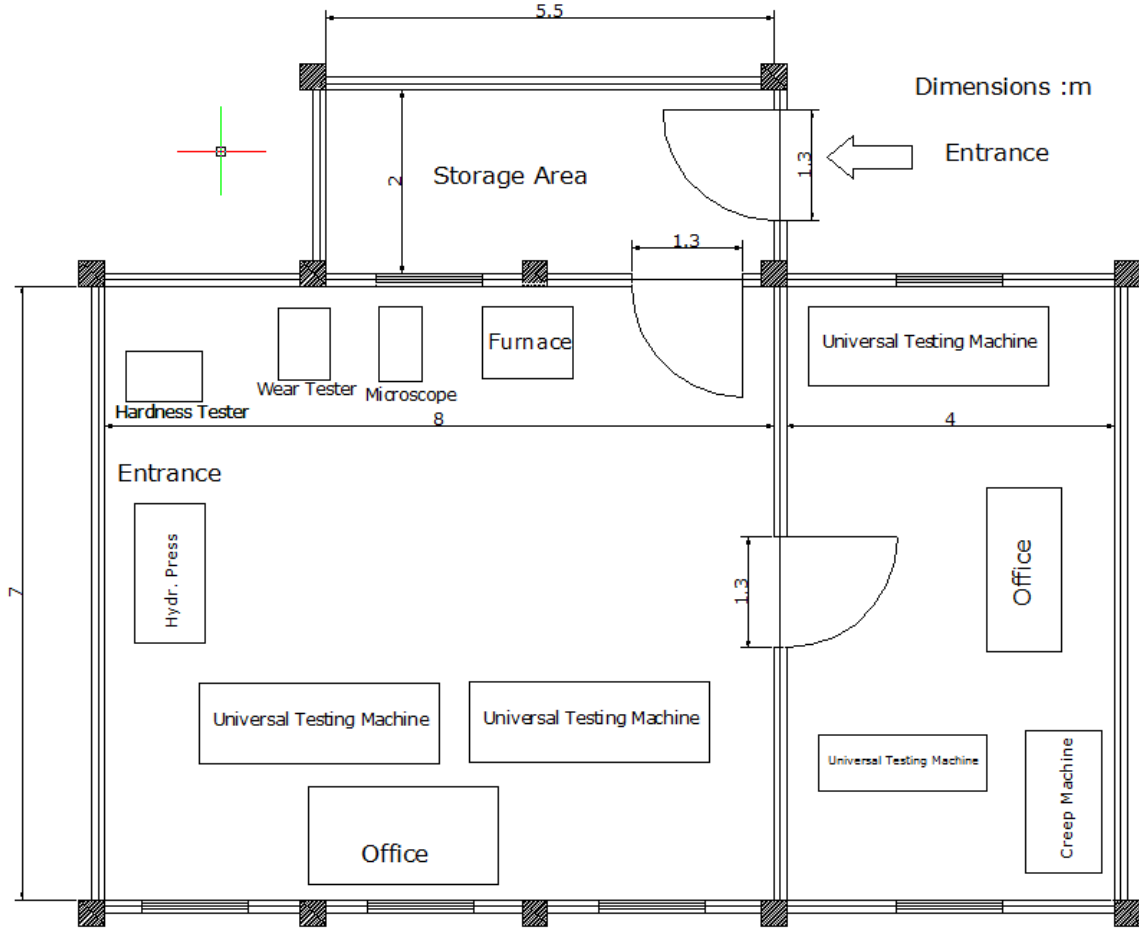 5.5
Dimensions :m
Entrance
1.3
2
Storage Area
1.3
Furnace
Universal Testing Machine
Wear Tester
Microscope
Hardness Tester
8
4
Entrance
Hydr. Press
1.3
Office
7
Universal Testing Machine
Universal Testing Machine
Universal Testing Machine
Creep Machine
Office